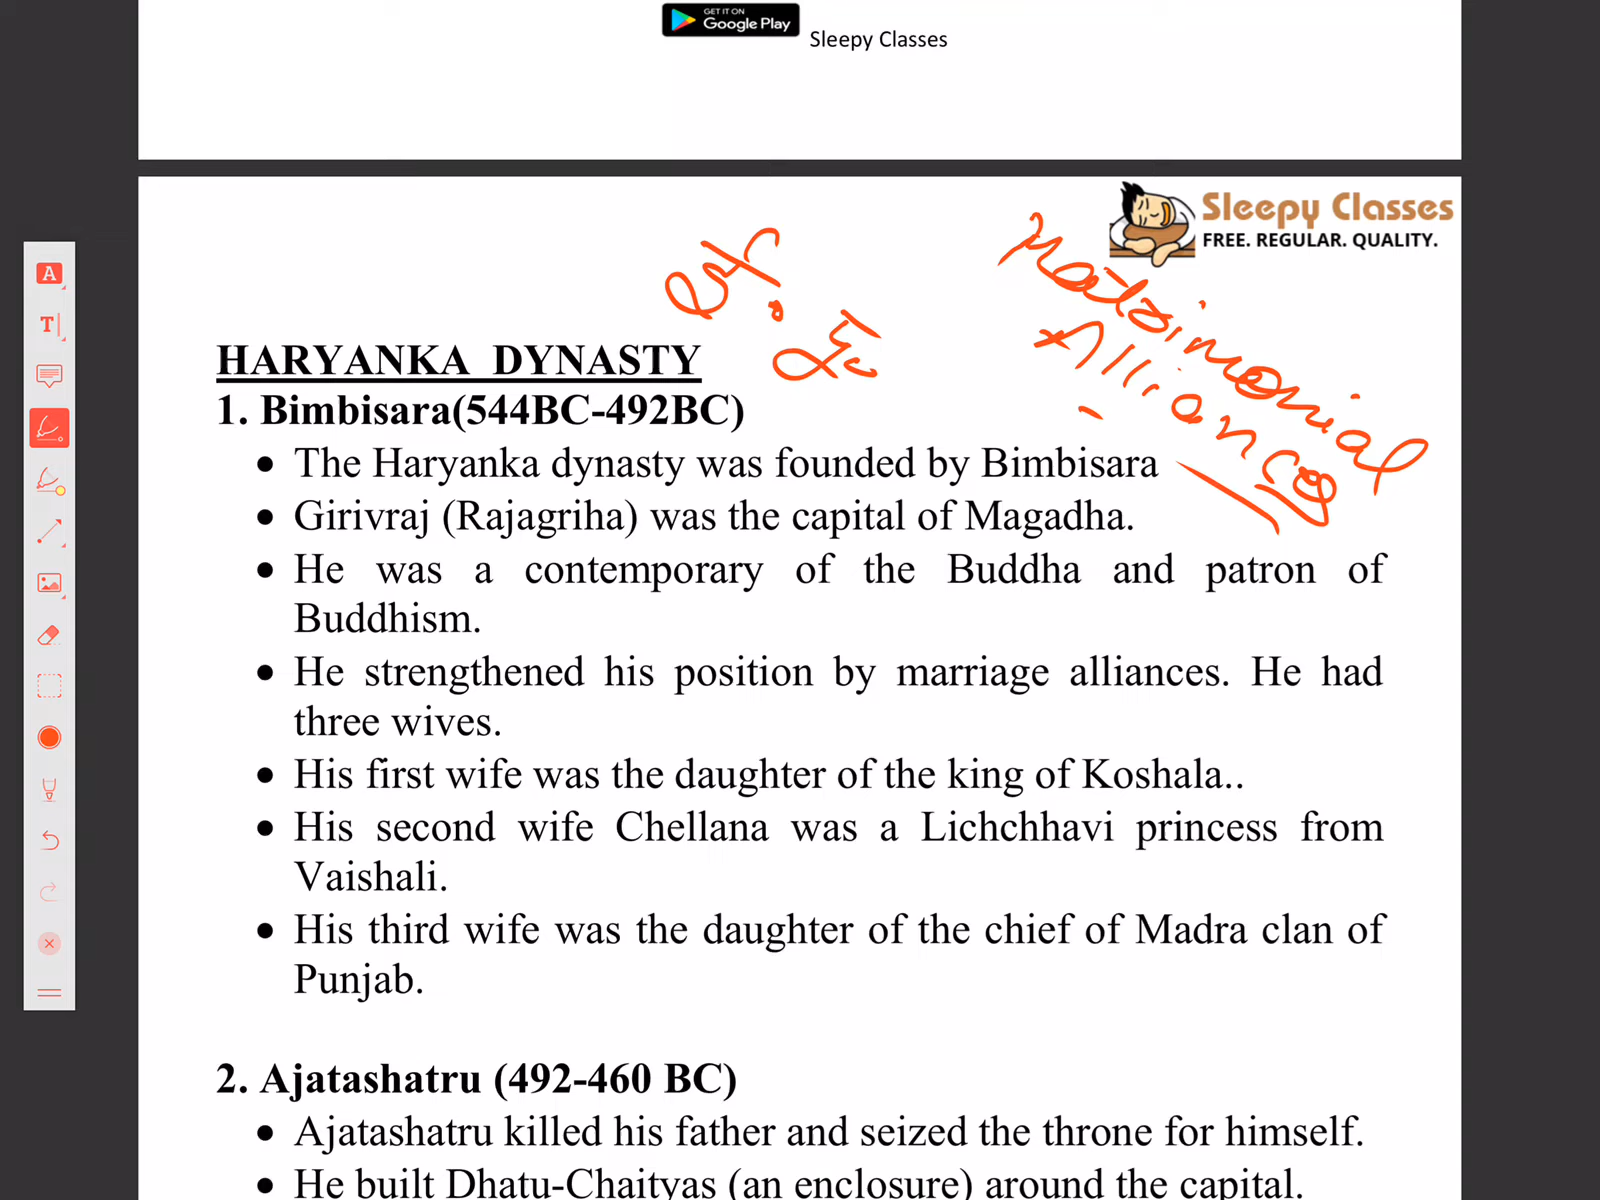 GET IT ON
Google Play
Sleepy Classes
Sleepy Classes
FREE. REGULAR. QUALITY.
Matrimonial
Alliances
HARYANKA DYNASTY
1. Bimbisara(544BC-492BC)
• The Haryanka dynasty was founded by Bimbisara
• Girivraj (Rajagriha) was the capital of Magadha.
• He was a contemporary of the Buddha and patron of
Buddhism.
• He strengthened his position by marriage alliances. He had
three wives.
• His first wife was the daughter of the king of Koshala..
• His second wife Chellana was a Lichchhavi princess from
Vaishali.
• His third wife was the daughter of the chief of Madra clan of
Punjab.
2. Ajatashatru (492-460 BC)
• Ajatashatru killed his father and seized the throne for himself.
• He built Dhatu-Chaityas (an enclosure) around the capital.